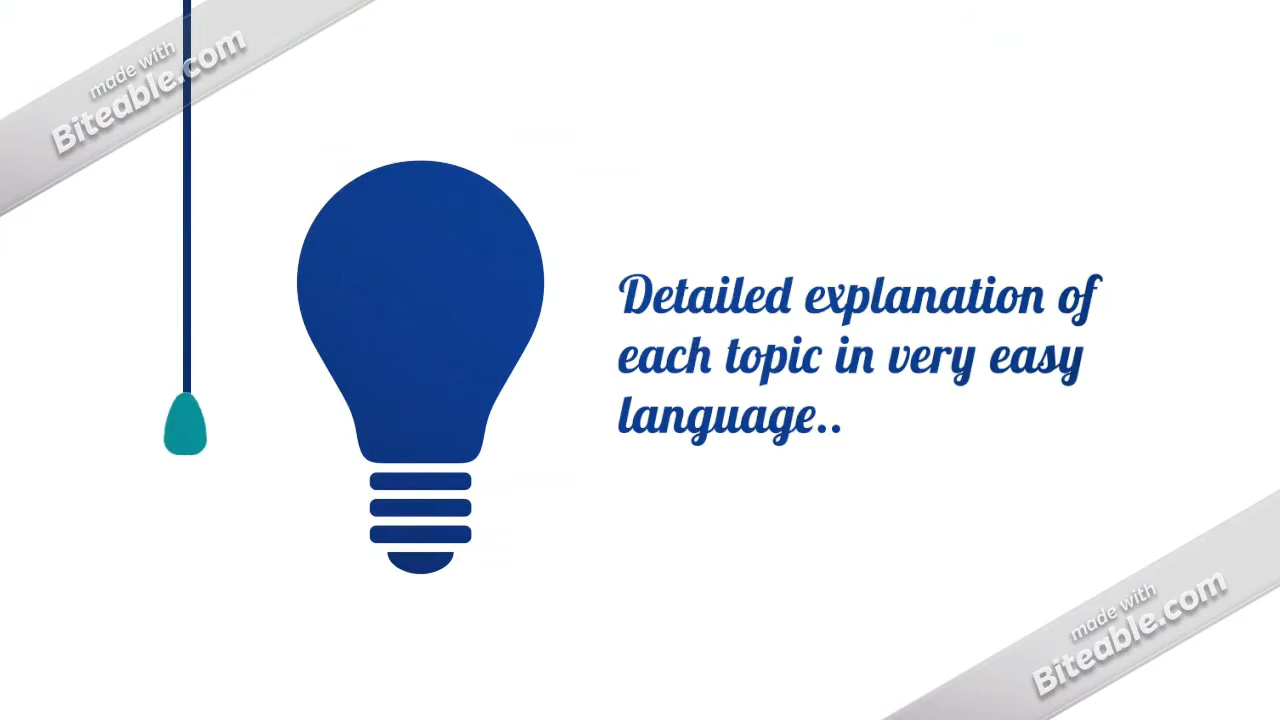 made with
Biteable.com
Detailed explanation of
each topic in very easy
language..
made with
Biteable.com